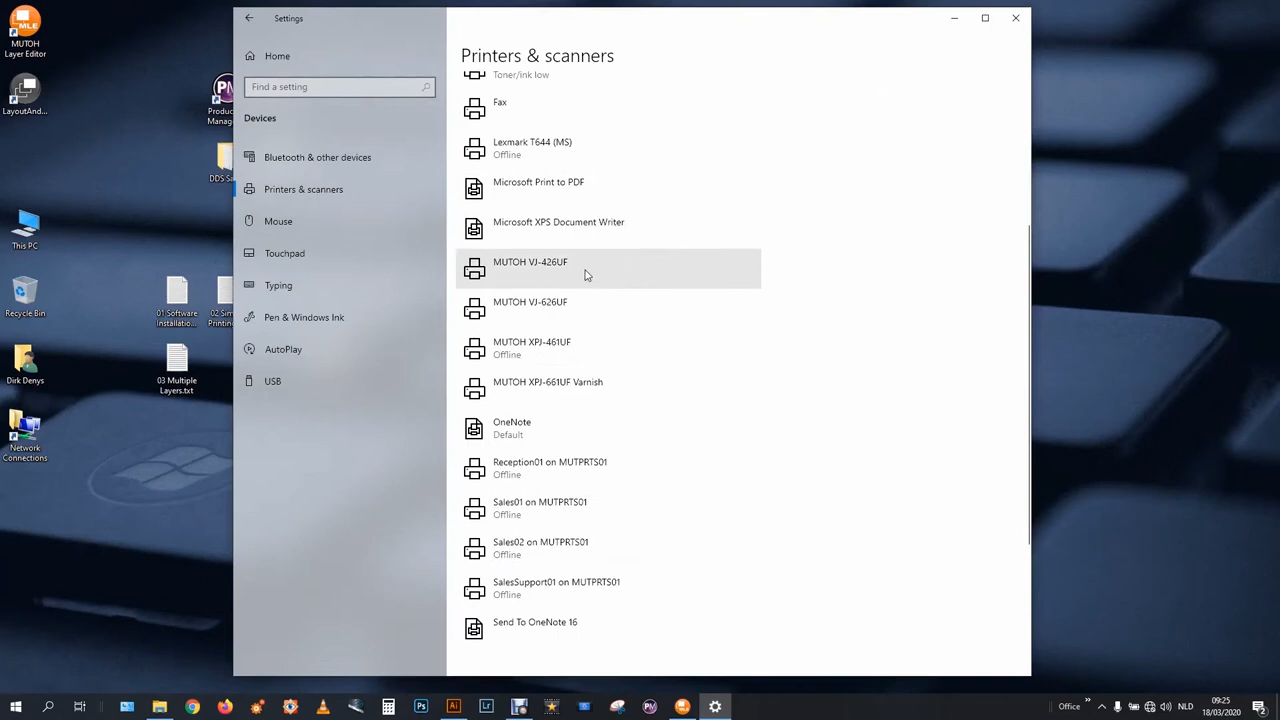 MUTOH
Layer Editor
LayoutAnd...
Produc
Manage
DDS Sa
This PC
Recycle Bin
01 Software
Installatio...
02 Sim
Printing
Dirk Denys
03 Multiple
Layers.txt
Network
Connections
Settings
Home
Find a setting
Devices
Bluetooth & other devices
Printers & scanners
Mouse
Touchpad
Typing
Pen & Windows Ink
AutoPlay
USB
Printers & scanners
Toner/ink low
Fax
Lexmark T644 (MS)
Offline
Microsoft Print to PDF
Microsoft XPS Document Writer
MUTOH VJ-426UF
MUTOH VJ-626UF
MUTOH XPJ-461UF
Offline
MUTOH XPJ-661UF Varnish
OneNote
Default
Reception01 on MUTPRTS01
Offline
Sales01 on MUTPRTS01
Offline
Sales02 on MUTPRTS01
Offline
SalesSupport01 on MUTPRTS01
Offline
Send To OneNote 16
Office
NLD
09:25
18/03/2020